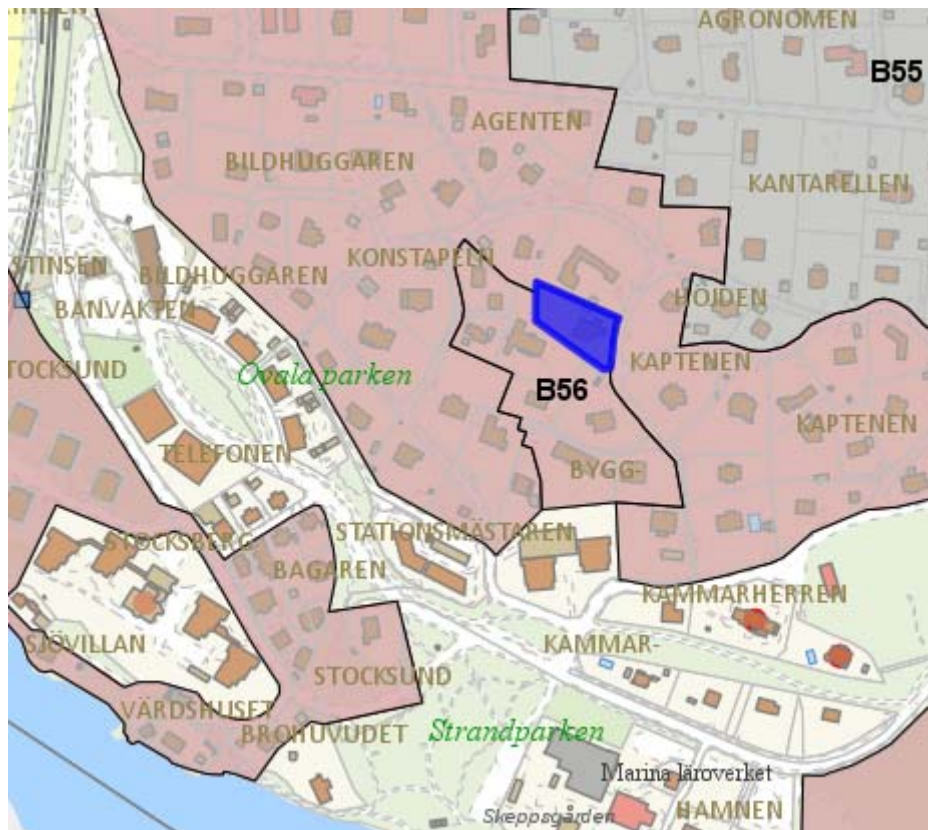 AGRONOMEN
B55
AGENTEN
BILDHUGGAREN
KANTARELLEN
KONSTAPELN
STINSEN
BILDHUGGAREN
BANVAKTEN
HÖJDEN
TOCKSUND
Ovala parken
KAPTENEN
B56
KAPTENEN
TELEFONEN
BYGG-
STATIONSMÄSTAREN
STOCKSBERG
BAGAREN
KAMMARHERREN
SJÖVILLAN
KAMMAR-
STOCKSUND
VÄRDSHUSET
BROHUVUDET
Strandparken
Marina läroverket
Skeppsgården
HAMNEN